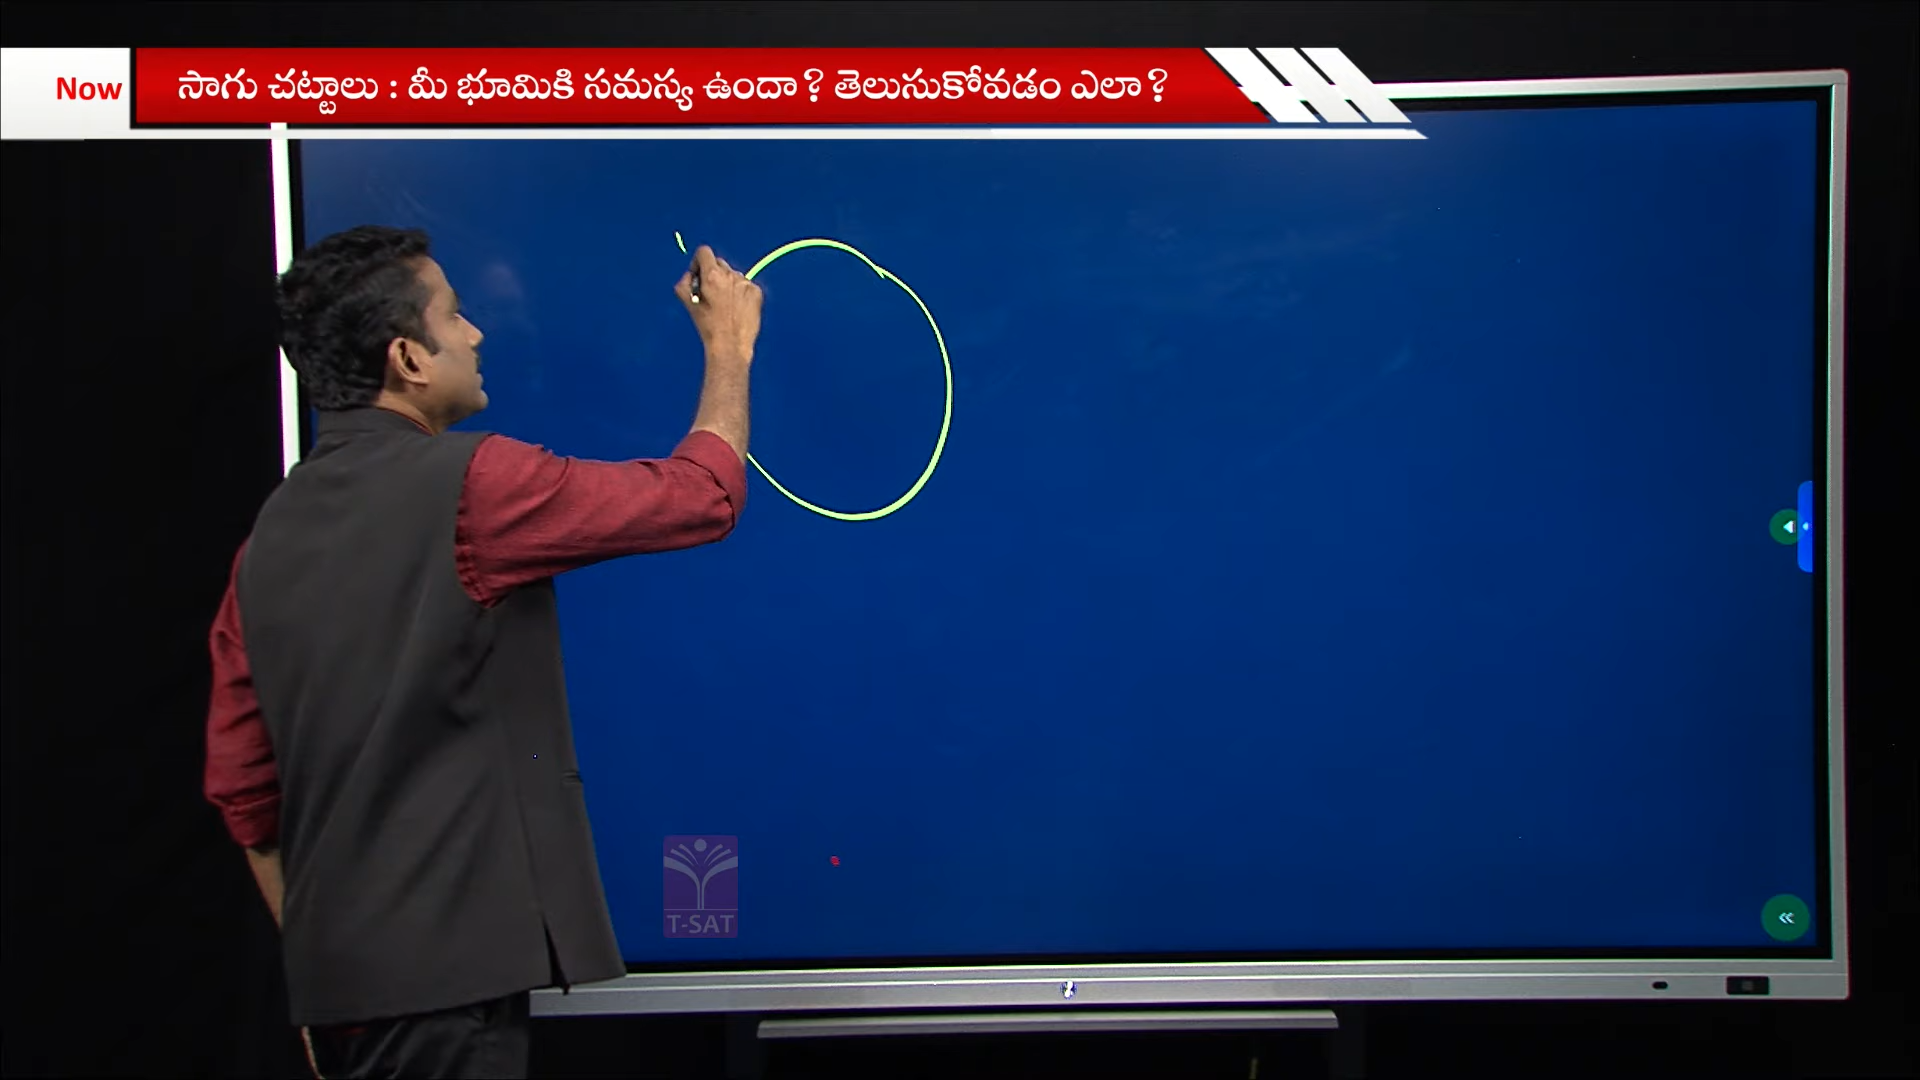 Now
సాగు చట్టాలు : మీ భూమికి సమస్య ఉందా? తెలుసుకోవడం ఎలా?
T-SAT